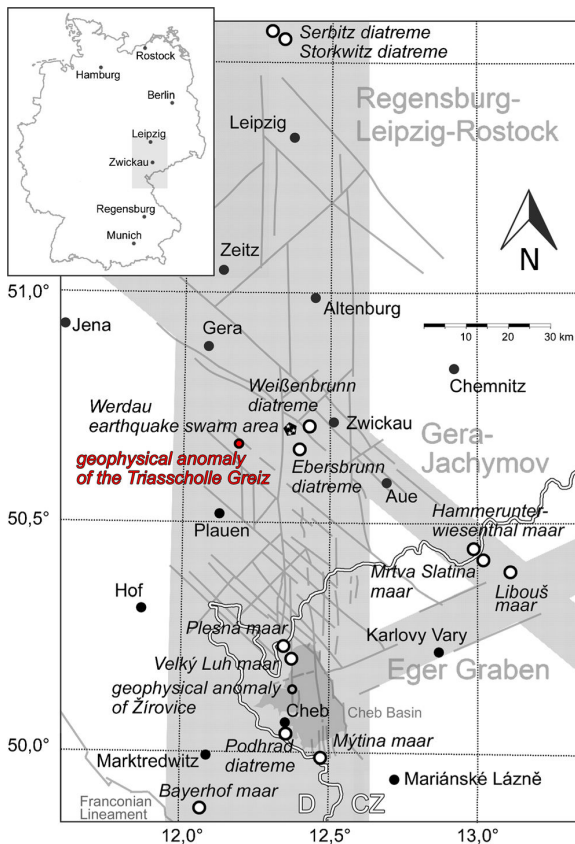 Rostock
Hamburg
Berlin
Leipzig
Zwickau
Regensburg
Munich
Serbitz diatreme
Storkwitz diatreme
Regensburg-
Leipzig-Rostock
Leipzig
N
Zeitz
51,0°
Altenburg
Jena
Gera
0 10 20 30 km
Chemnitz
Weißenbrunn
diatreme
Werdau
earthquake swarm area
Zwickau
Gera-
Jachymov
geophysical anomaly
of the Triasscholle Greiz
Ebersbrunn
diatreme
Aue
50,5°
Plauen
Hammerunter-
wiesenthal maar
Mrtva Slatina
maar
Libouš
maar
Hof
Plesná maar
Karlovy Vary
Velký Luh maar
Eger Graben
geophysical anomaly
of Žirovice
Cheb
Cheb Basin
50,0°
Podhrad
diatreme
Mýtina maar
Marktredwitz
Mariánské Lázně
Bayerhof maar
Franconian
Lineament
D CZ
12,0° 12,5° 13,0°